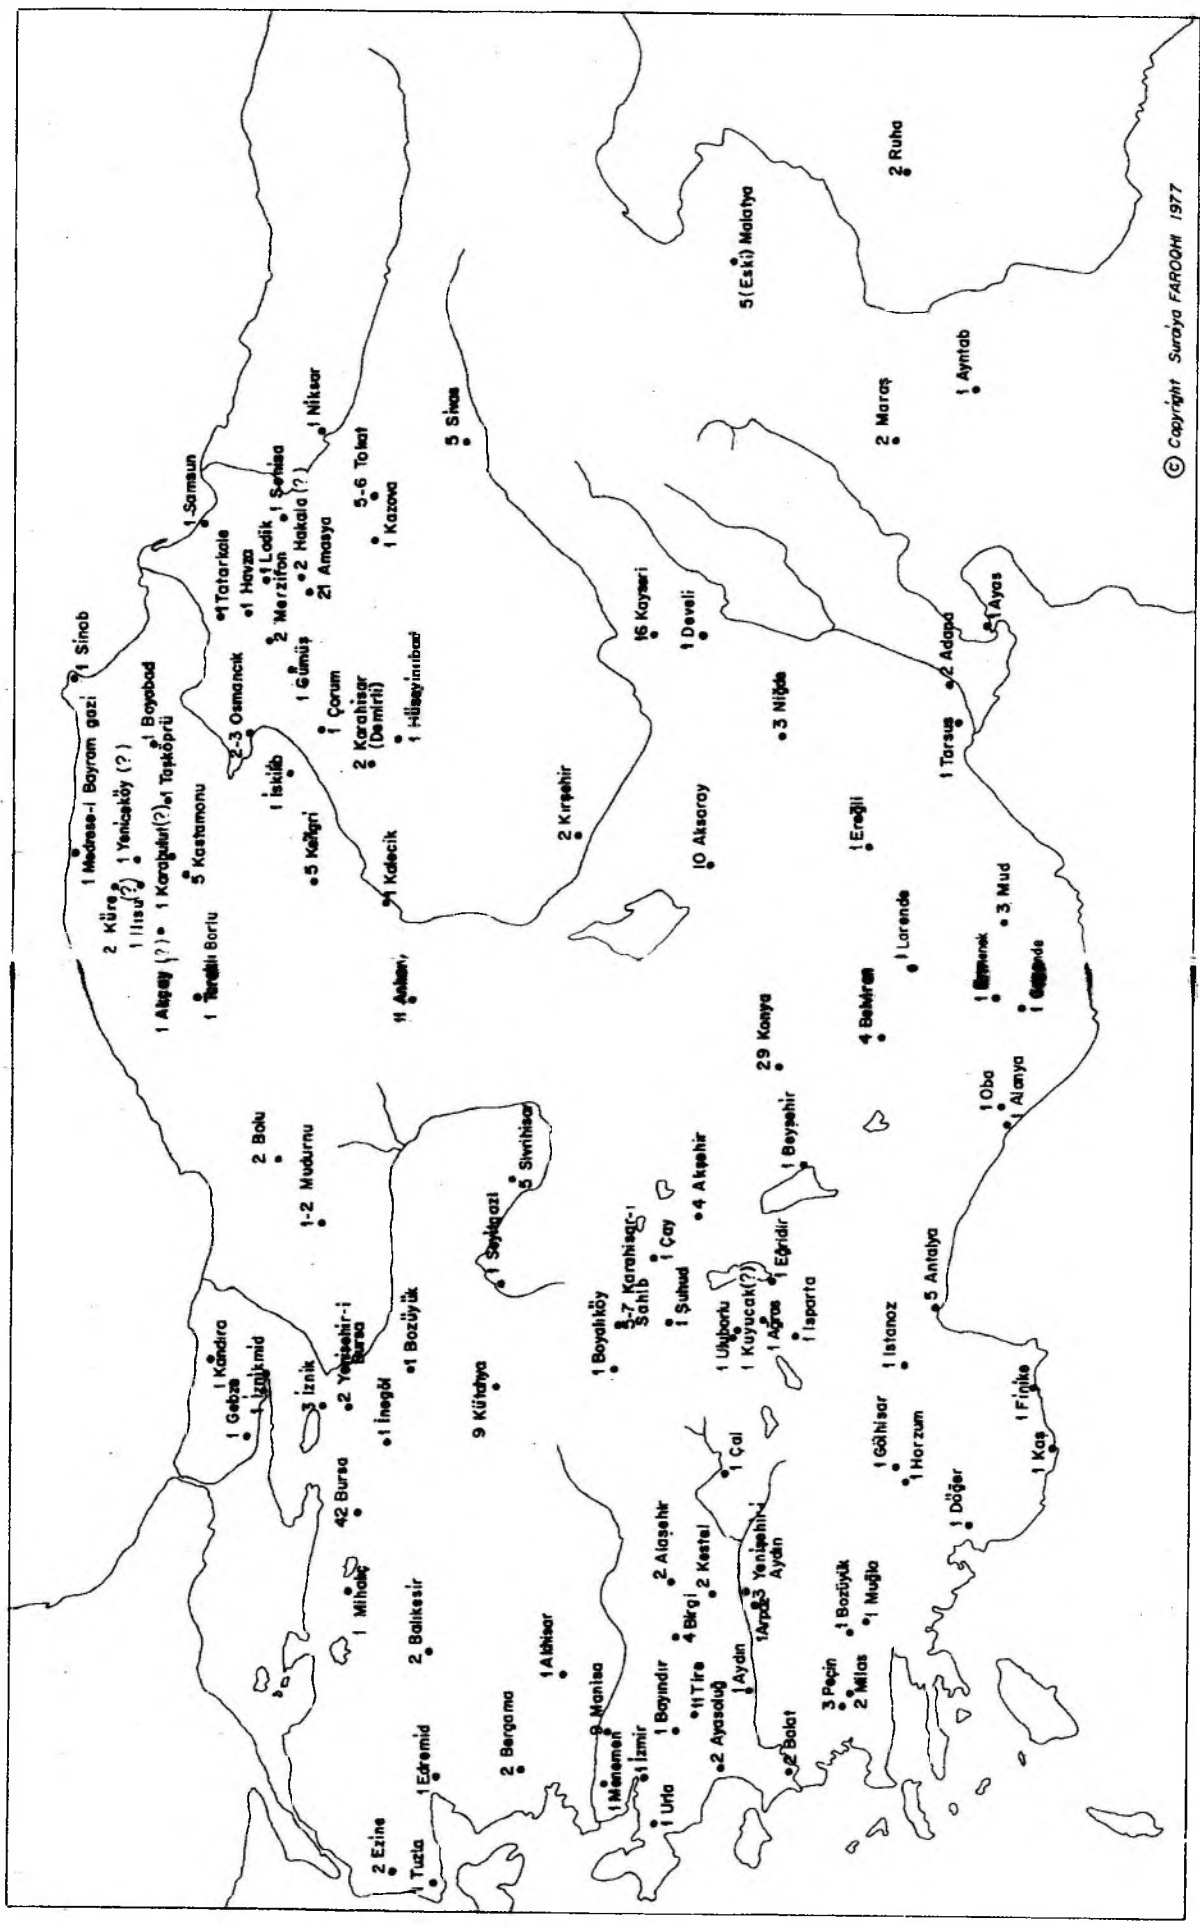 1 Sinob
1 Medrese-i Bayram gazi
2 Küre
1 Ilısu (?)
1 Yeniceköy (?)
1 Boyabad
1 Akçay (?)
1 Karabulut(?)
1 Taşköprü
5 Kastamonu
1 Borlu
2-3 Osmancık
1 İskilib
5 Kengri
1 Kalecik
1-Samsun
1 Tatarkale
1 Havza
1 Ladik
2 Merzifon
1 Sonisa
2 Hakala (?)
21 Amasya
1 Gümüş
1 Çorum
2 Karahisar
(Demirli)
1 Niksar
5-6 Tokat
1 Kazova
5 Sivas
2 Bolu
1-2 Mudurnu
1 Kandıra
1 Gebze
1 İznikmid
3 İznik
2 Yenişehir-i
Bursa
1 İnegöl
1 Bozüyük
42 Bursa
1 Mihalıç
2 Balıkesir
1 Edremid
2 Ezine
1 Tuzla
9 Kütahya
1 Seyitgazi
5 Sivrihisar
2 Kırşehir
16 Kayseri
1 Develi
5 (Eski) Malatya
2 Ruha
2 Maraş
1 Ayntab
1 Ayas
2 Adana
1 Tarsus
3 Niğde
10 Aksaray
1 Ereğli
1 Larende
3 Mud
4 Belviran
29 Konya
1 Oba
1 Alanya
1 Beyşehir
4 Akşehir
1 Çay
5-7 Karahisar-ı
Sahib
1 Şuhud
1 Boyalıköy
1 Uluborlu
1 Kuyucak(?)
1 Ağros
1 Eğridir
1 Isparta
5 Antalya
1 Istanoz
1 Finike
1 Kaş
1 Gölhisar
1 Horzum
1 Döğer
1 Çal
2 Alaşehir
2 Kestel
4 Birgi
3 Yenişehir-i
Aydın
1 Arpaz
1 Aydın
1 Bozüyük
1 Muğla
3 Peçin
2 Milas
2 Balat
2 Ayasoluğ
11 Tire
1 Bayındır
1 Akhisar
9 Manisa
2 Bergama
1 Menemen
1 İzmir
1 Urla
© Copyright Suraiya FAROQHI 1977